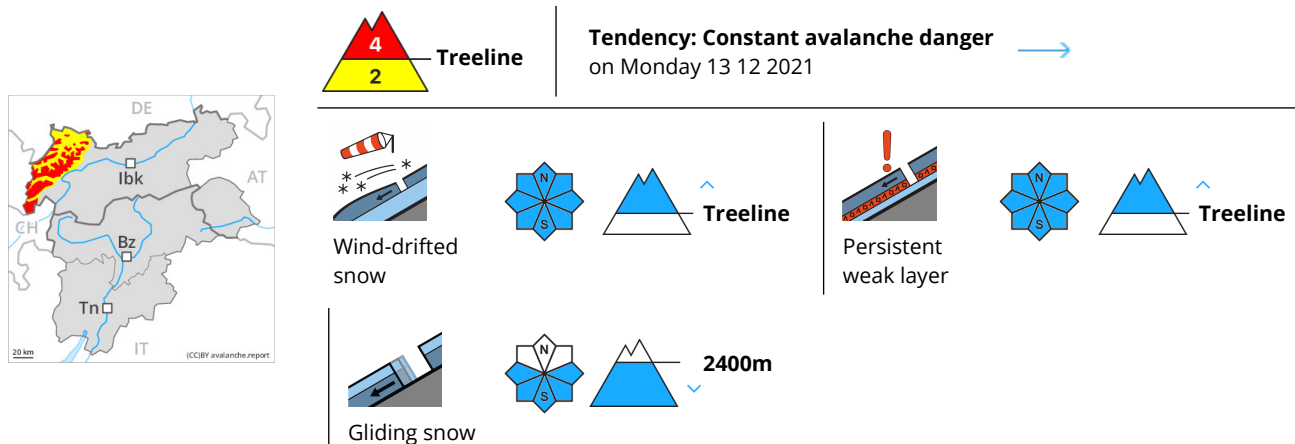 4
2
Treeline
Tendency: Constant avalanche danger
on Monday 13 12 2021
DE
Ibk
AT
CH
Bz
Tn
IT
20 km
(CC)BY avalanche.report
N
S
Treeline
Wind-drifted
snow
N
S
Treeline
Persistent
weak layer
N
S
2400m
Gliding snow